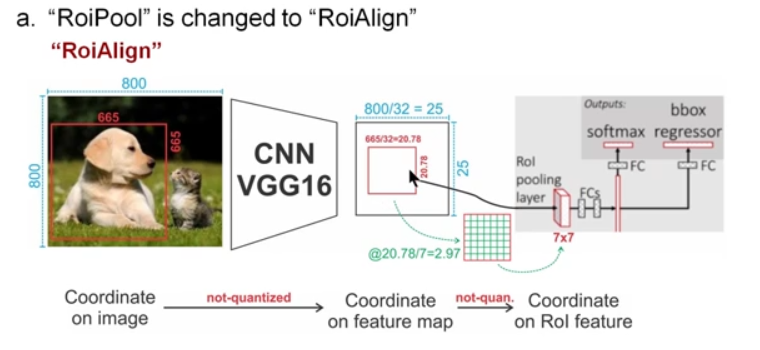 a. “RoiPool” is changed to “RoiAlign”
“RoiAlign”
800
800
665
665
CNN
VGG16
800/32 = 25
665/32=20.78
20.78
25
@20.78/7=2.97
RoI
pooling
layer
7x7
FCs
Outputs:
softmax
bbox
regressor
FC
FC
Coordinate
on image
not-quantized
Coordinate
on feature map
not-quan.
Coordinate
on RoI feature